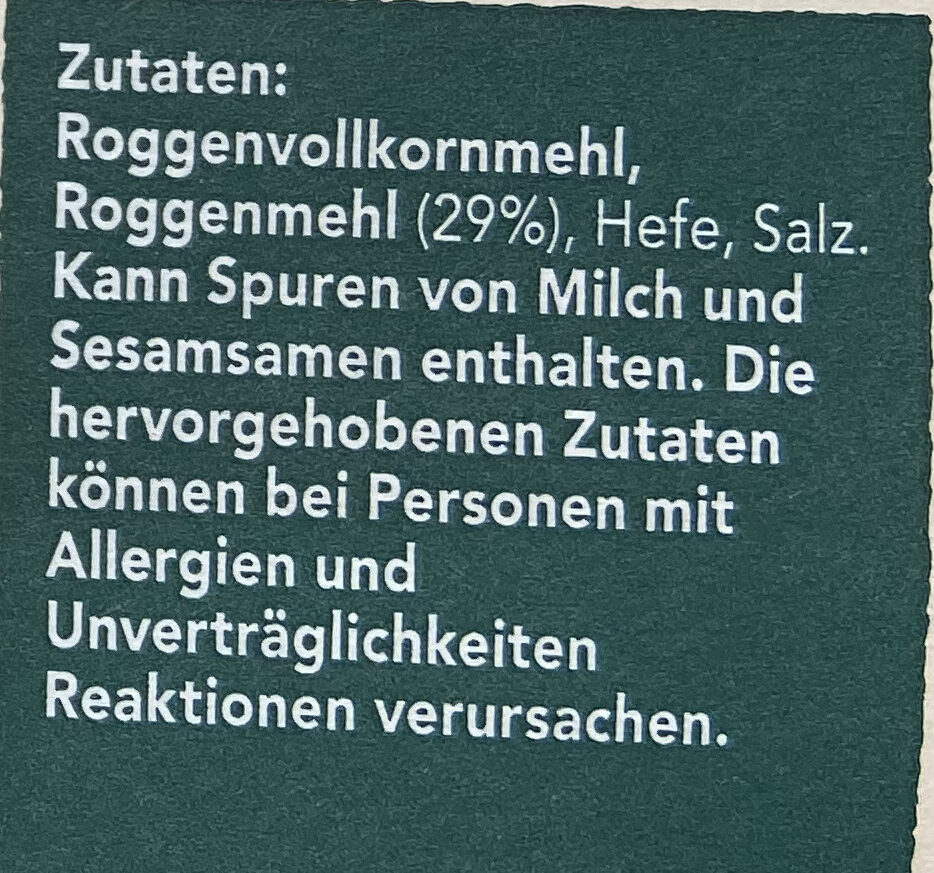 Zutaten:
Roggenvollkornmehl,
Roggenmehl (29%), Hefe, Salz.
Kann Spuren von Milch und
Sesamsamen enthalten. Die
hervorgehobenen Zutaten
können bei Personen mit
Allergien und
Unverträglichkeiten
Reaktionen verursachen.